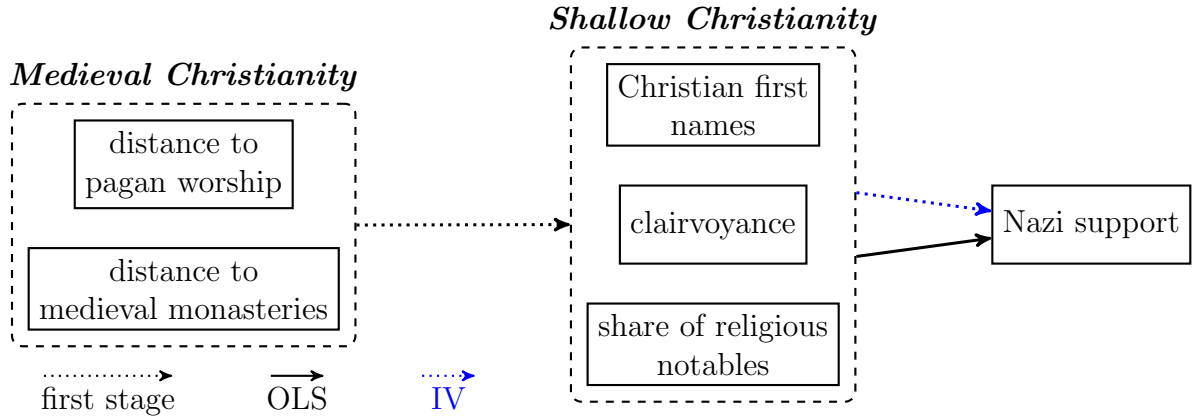 Shallow Christianity
Medieval Christianity
distance to
pagan worship
distance to
medieval monasteries
Christian first
names
clairvoyance
share of religious
notables
Nazi support
first stage
OLS
IV